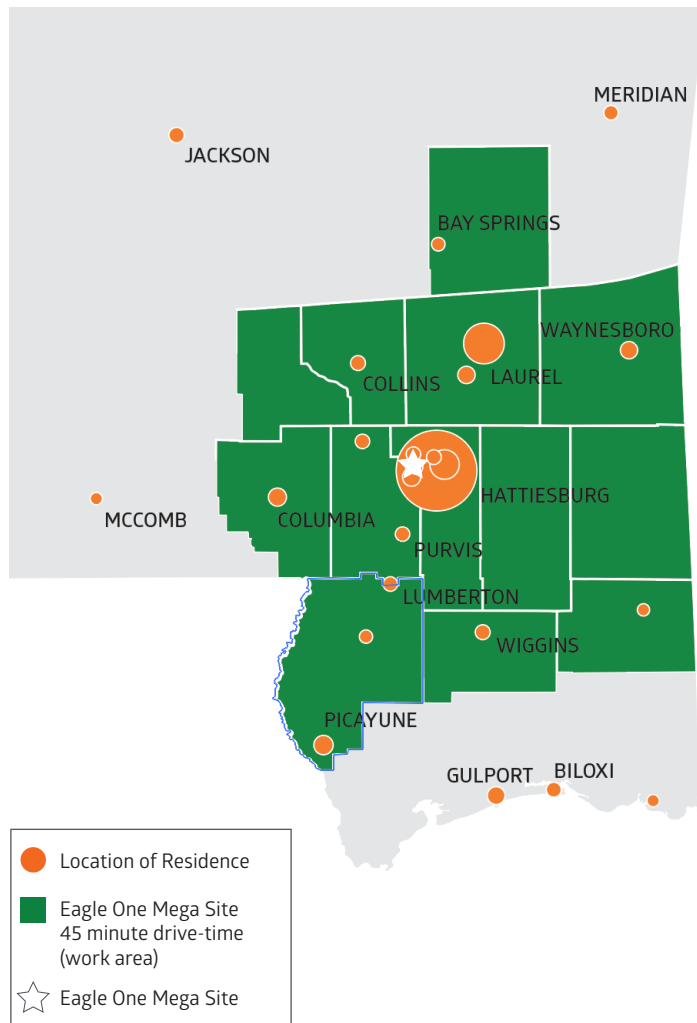 MERIDIAN
JACKSON
BAY SPRINGS
WAYNESBORO
COLLINS
LAUREL
HATTIESBURG
MCCOMB
COLUMBIA
PURVIS
LUMBERTON
WIGGINS
PICAYUNE
GULPORT
BILOXI
Location of Residence
Eagle One Mega Site
45 minute drive-time
(work area)
Eagle One Mega Site